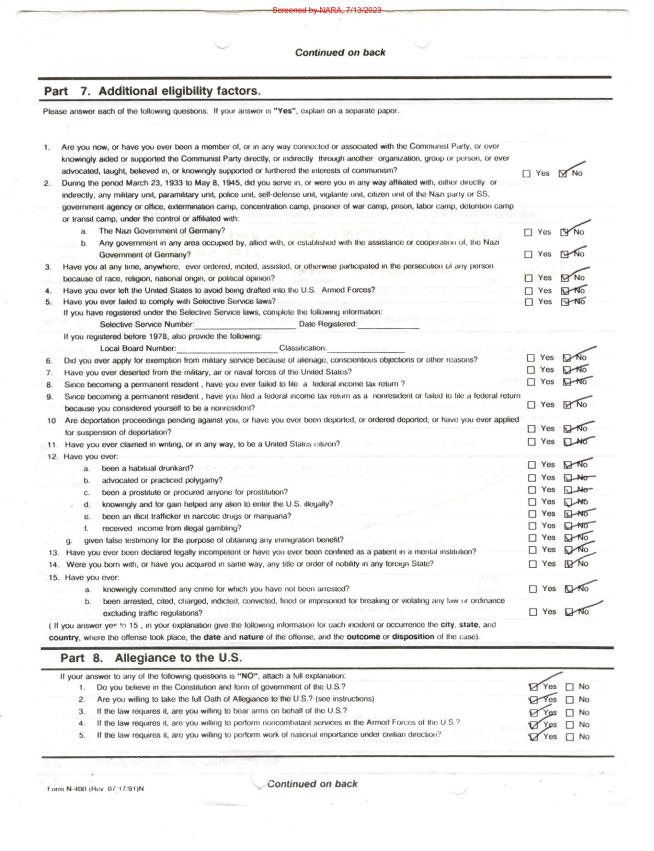 Screened by NARA, 7/13/2023
Continued on back
Part 7. Additional eligibility factors.
Please answer each of the following questions. If your answer is "Yes", explain on a separate paper.
1. Are you now, or have you ever been a member of, or in any way connected or associated with the Communist Party, or ever
knowingly aided or supported the Communist Party directly, or indirectly through another organization, group or person, or ever
advocated, taught, believed in, or knowingly supported or furthered the interests of communism? ☐ Yes ☑ No
2. During the period March 23, 1933 to May 8, 1945, did you serve in, or were you in any way affiliated with, either directly or
indirectly, any military unit, paramilitary unit, police unit, self-defense unit, vigilante unit, citizen unit of the Nazi party or SS,
government agency or office, extermination camp, concentration camp, prisoner of war camp, prison, labor camp, detention camp
or transit camp, under the control or affiliated with:
a. The Nazi Government of Germany? ☐ Yes ☑ No
b. Any government in any area occupied by, allied with, or established with the assistance or cooperation of, the Nazi
Government of Germany? ☐ Yes ☑ No
3. Have you at any time, anywhere, ever ordered, incited, assisted, or otherwise participated in the persecution of any person
because of race, religion, national origin, or political opinion? ☐ Yes ☑ No
4. Have you ever left the United States to avoid being drafted into the U.S. Armed Forces? ☐ Yes ☑ No
5. Have you ever failed to comply with Selective Service laws? ☐ Yes ☑ No
If you have registered under the Selective Service laws, complete the following information:
Selective Service Number: Date Registered:
If you registered before 1978, also provide the following:
Local Board Number: Classification:
6. Did you ever apply for exemption from military service because of alienage, conscientious objections or other reasons? ☐ Yes ☑ No
7. Have you ever deserted from the military, air or naval forces of the United States? ☐ Yes ☑ No
8. Since becoming a permanent resident , have you ever failed to file a federal income tax return ? ☐ Yes ☑ No
9. Since becoming a permanent resident , have you filed a federal income tax return as a nonresident or failed to file a federal return
because you considered yourself to be a nonresident? ☐ Yes ☑ No
10 Are deportation proceedings pending against you, or have you ever been deported, or ordered deported, or have you ever applied
for suspension of deportation? ☐ Yes ☑ No
11. Have you ever claimed in writing, or in any way, to be a United States citizen? ☐ Yes ☑ No
12. Have you ever:
a. been a habitual drunkard? ☐ Yes ☑ No
b. advocated or practiced polygamy? ☐ Yes ☑ No
c. been a prostitute or procured anyone for prostitution? ☐ Yes ☑ No
d. knowingly and for gain helped any alien to enter the U.S. illegally? ☐ Yes ☑ No
e. been an illicit trafficker in narcotic drugs or marijuana? ☐ Yes ☑ No
f. received income from illegal gambling? ☐ Yes ☑ No
g. given false testimony for the purpose of obtaining any immigration benefit? ☐ Yes ☑ No
13. Have you ever been declared legally incompetent or have you ever been confined as a patient in a mental institution? ☐ Yes ☑ No
14. Were you born with, or have you acquired in same way, any title or order of nobility in any foreign State? ☐ Yes ☑ No
15. Have you ever:
a. knowingly committed any crime for which you have not been arrested? ☐ Yes ☑ No
b. been arrested, cited, charged, indicted, convicted, fined or imprisoned for breaking or violating any law or ordinance
excluding traffic regulations? ☐ Yes ☑ No
( If you answer yes to 15 , in your explanation give the following information for each incident or occurrence the city, state, and
country, where the offense took place, the date and nature of the offense, and the outcome or disposition of the case).
Part 8. Allegiance to the U.S.
If your answer to any of the following questions is "NO", attach a full explanation:
1. Do you believe in the Constitution and form of government of the U.S.? ☑ Yes ☐ No
2. Are you willing to take the full Oath of Allegiance to the U.S.? (see instructions) ☑ Yes ☐ No
3. If the law requires it, are you willing to bear arms on behalf of the U.S.? ☑ Yes ☐ No
4. If the law requires it, are you willing to perform noncombatant services in the Armed Forces of the U.S.? ☑ Yes ☐ No
5. If the law requires it, are you willing to perform work of national importance under civilian direction? ☑ Yes ☐ No
Form N-400 (Rev. 07/17/91)N
Continued on back